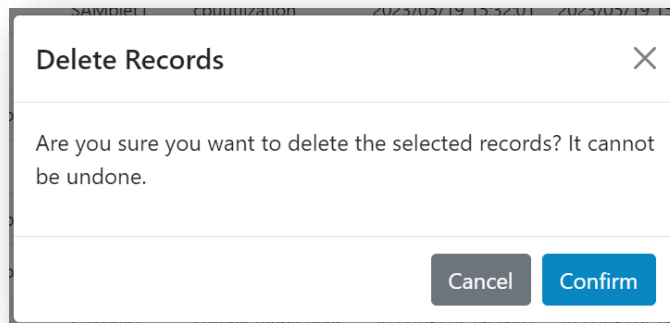 Delete Records
Are you sure you want to delete the selected records? It cannot
be undone.
Cancel Confirm